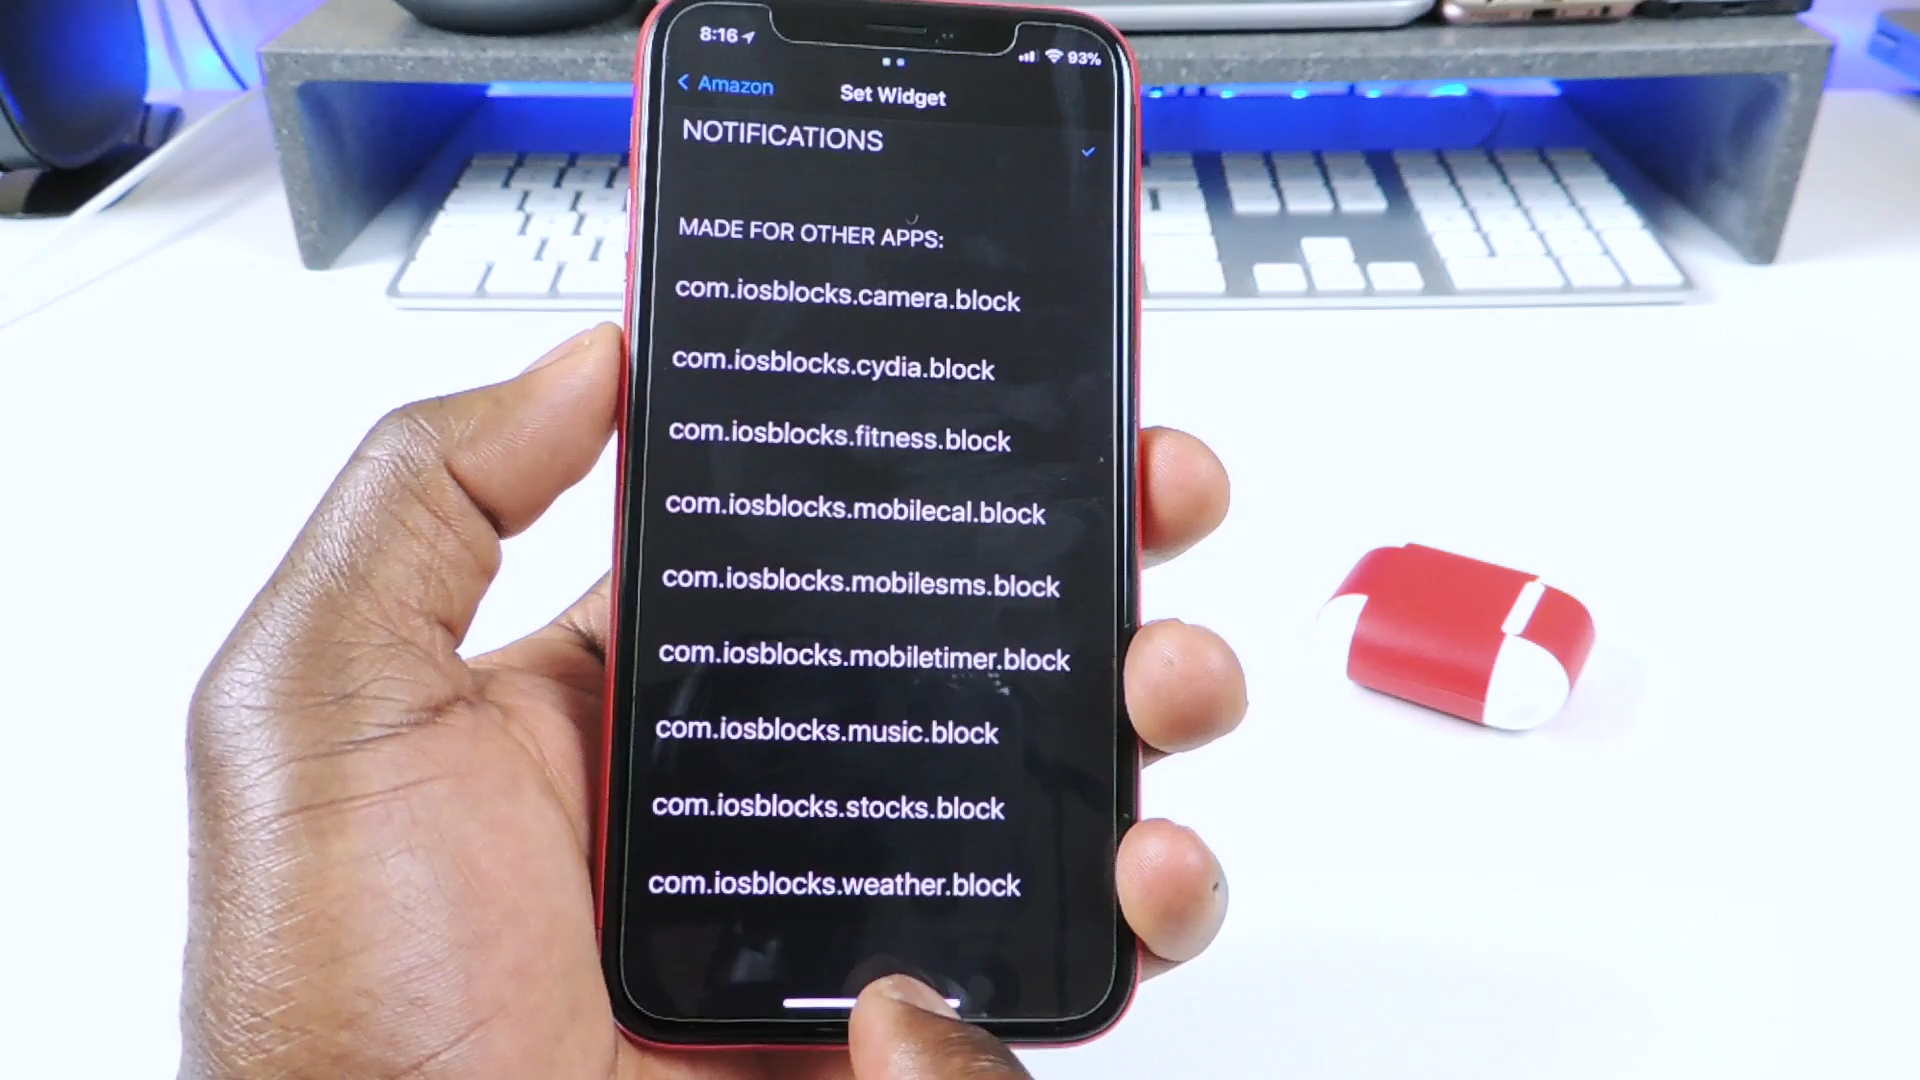 8:16
93%
Amazon
Set Widget
NOTIFICATIONS
MADE FOR OTHER APPS:
com.iosblocks.camera.block
com.iosblocks.cydia.block
com.iosblocks.fitness.block
com.iosblocks.mobilecal.block
com.iosblocks.mobilesms.block
com.iosblocks.mobiletimer.block
com.iosblocks.music.block
com.iosblocks.stocks.block
com.iosblocks.weather.block